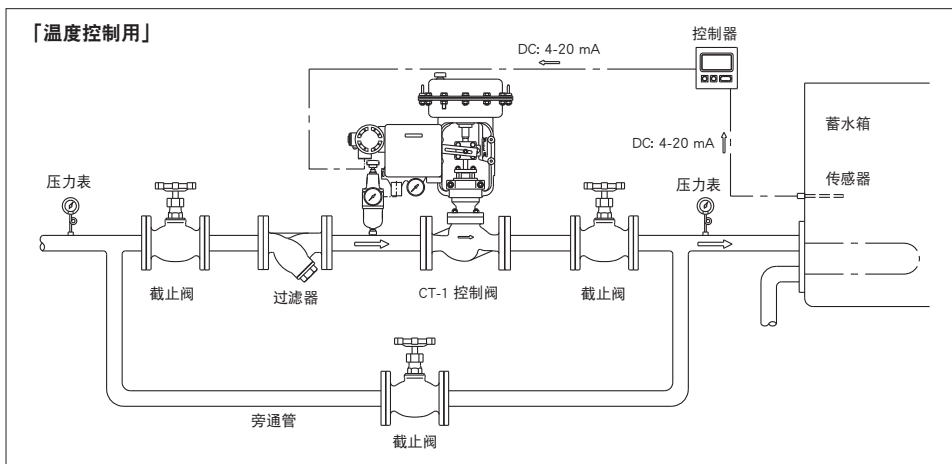 「温度控制用」
控制器
DC: 4-20 mA
蓄水箱
DC: 4-20 mA
压力表
压力表
传感器
截止阀
过滤器
CT-1 控制阀
截止阀
旁通管
截止阀